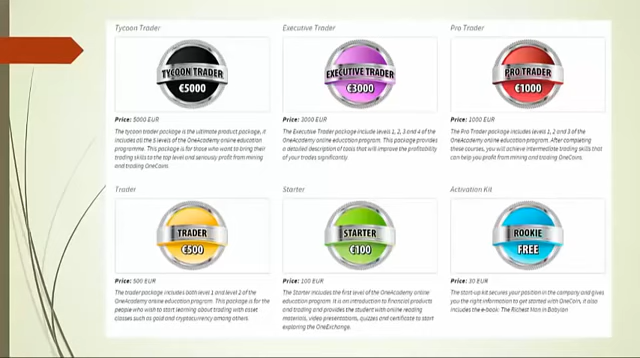 Tycoon Trader
TYCOON TRADER
€5000
Price: 5000 EUR
The tycoon trader package is the ultimate product package, it
includes all the 5 levels of the OneAcademy online education
programme. This package is for those who want to bring their
trading skills to the top level and seriously profit from mining
and trading OneCoins
Executive Trader
EXECUTIVE TRADER
€3000
Price: 3000 EUR
The Executive Trader package include levels 1, 2, 3 and 4 of the
OneAcademy online education program. This package provides
a detailed description of tools that will improve the profitability
of your trades significantly.
Pro Trader
PRO TRADER
€1000
Price: 1000 EUR
The Pro Trader package includes levels 1, 2 and 3 of the
OneAcademy online education program. After completing
these courses, you will achieve intermediate trading skills that
can help you profit from mining and trading OneCoins.
Trader
TRADER
€500
Price: 500 EUR
The trader package includes both level 1 and level 2 of the
OneAcademy online education program. This package is for the
people who wish to start learning about trading with asset
classes such as gold and cryptocurrency among others.
Starter
STARTER
€100
Price: 100 EUR
The Starter includes the first level of the OneAcademy online
education program. It is an introduction to financial products
and trading and provides the student with online reading
materials, video presentations, quizzes and certificate to start
exploring the OneExchange.
Activation Kit
ROOKIE
FREE
Price: 30 EUR
The start-up kit secures your position in the company and gives
you the right information to get started with OneCoin, it also
includes the e-book: The Richest Man in Babylon